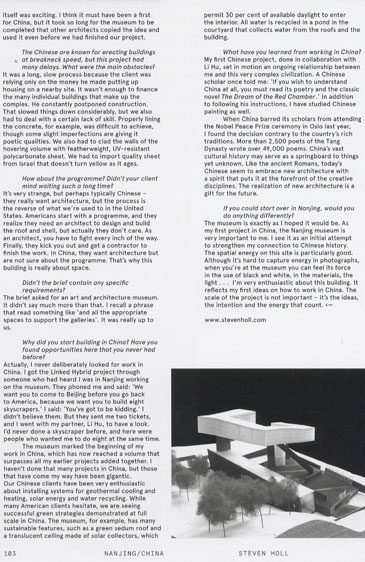 itself was exciting. I think it must have been a first
for China, but it took so long for the museum to be
completed that other architects copied the idea and
used it even before we had finished our project.
The Chinese are known for erecting buildings
at breakneck speed, but this project had
many delays. What were the main obstacles?
It was a long, slow process because the client was
relying only on the money he made putting up
housing on a nearby site. It wasn't enough to finance
the many individual buildings that make up the
complex. He constantly postponed construction.
That slowed things down considerably, but we also
had to deal with a certain lack of skill. Properly lining
the concrete, for example, was difficult to achieve,
though some slight imperfections are giving it
poetic qualities. We also had to clad the walls of the
hovering volume with featherweight, UV-resistant
polycarbonate sheet. We had to import quality sheet
from Israel that doesn't turn yellow as it ages.
How about the programme? Didn't your client
mind waiting such a long time?
It's very strange, but perhaps typically Chinese –
they really want architecture, but the process is
the reverse of what we're used to in the United
States. Americans start with a programme, and they
realize they need an architect to design and build
the roof and shell, but actually they don't care. As
an architect, you have to fight every inch of the way.
Finally, they kick you out and get a contractor to
finish the work. In China, they want architecture but
are not sure about the programme. That's why this
building is really about space.
Didn't the brief contain any specific
requirements?
The brief asked for an art and architecture museum.
It didn't say much more than that. I recall a phrase
that read something like 'and all the appropriate
spaces to support the galleries'. It was really up to
us.
Why did you start building in China? Have you
found opportunities here that you never had
before?
Actually, I never deliberately looked for work in
China. I got the Linked Hybrid project through
someone who had heard I was in Nanjing working
on the museum. They phoned me and said: 'We
want you to come to Beijing before you go back
to America, because we want you to build eight
skyscrapers.' I said: 'You've got to be kidding.' I
didn't believe them. But they sent me two tickets,
and I went with my partner, Li Hu, to have a look.
I'd never done a skyscraper before, and here were
people who wanted me to do eight at the same time.
The museum marked the beginning of my
work in China, which has now reached a volume that
surpasses all my earlier projects added together. I
haven't done that many projects in China, but those
that have come my way have been gigantic.
Our Chinese clients have been very enthusiastic
about installing systems for geothermal cooling and
heating, solar energy and water recycling. While
many American clients hesitate, we are seeing
successful green strategies demonstrated at full
scale in China. The museum, for example, has many
sustainable features, such as a green sedum roof and
a translucent ceiling made of solar collectors, which
permit 30 per cent of available daylight to enter
the interior. All water is recycled in a pond in the
courtyard that collects water from the roofs and the
building.
What have you learned from working in China?
My first Chinese project, done in collaboration with
Li Hu, set in motion an ongoing relationship between
me and this very complex civilization. A Chinese
scholar once told me: 'If you wish to understand
China at all, you must read its poetry and the classic
novel The Dream of the Red Chamber.' In addition
to following his instructions, I have studied Chinese
painting as well.
When China barred its scholars from attending
the Nobel Peace Prize ceremony in Oslo last year,
I found the decision contrary to the country's rich
traditions. More than 2,500 poets of the Tang
Dynasty wrote over 49,000 poems. China's vast
cultural history may serve as a springboard to things
yet unknown. Like the ancient Romans, today's
Chinese seem to embrace new architecture with
a spirit that puts it at the forefront of the creative
disciplines. The realization of new architecture is a
gift for the future.
If you could start over in Nanjing, would you
do anything differently?
The museum is exactly as I hoped it would be. As
my first project in China, the Nanjing museum is
very important to me. I see it as an initial attempt
to strengthen my connection to Chinese history.
The spatial energy on this site is particularly good.
Although it's hard to capture energy in photographs,
when you're at the museum you can feel its force
in the use of black and white, in the materials, the
light . . . I'm very enthusiastic about this building. It
reflects my first ideas on how to work in China. The
scale of the project is not important – it's the ideas,
the intention and the energy that count.
www.stevenholl.com
103 NANJING/CHINA STEVEN HOLL